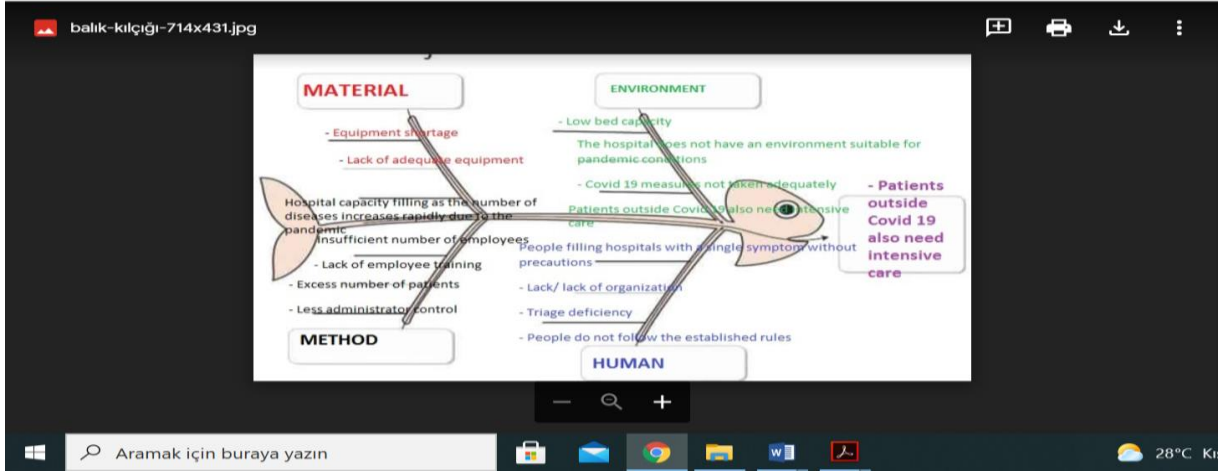 balık-kılçığı-714x431.jpg
MATERIAL
- Equipment shortage
- Lack of adequate equipment
ENVIRONMENT
- Low bed capacity
The hospital does not have an environment suitable for
pandemic conditions
- Covid 19 measures not taken adequately
Patients outside Covid 19 also need intensive
care
- Patients
outside
Covid 19
also need
intensive
care
Hospital capacity filling as the number of
diseases increases rapidly due to the
pandemic
Insufficient number of employees
- Lack of employee training
- Excess number of patients
- Less administrator control
METHOD
People filling hospitals with a single symptom without
precautions
- Lack/ lack of organization
- Triage deficiency
- People do not follow the established rules
HUMAN
Aramak için buraya yazın
W
28°C